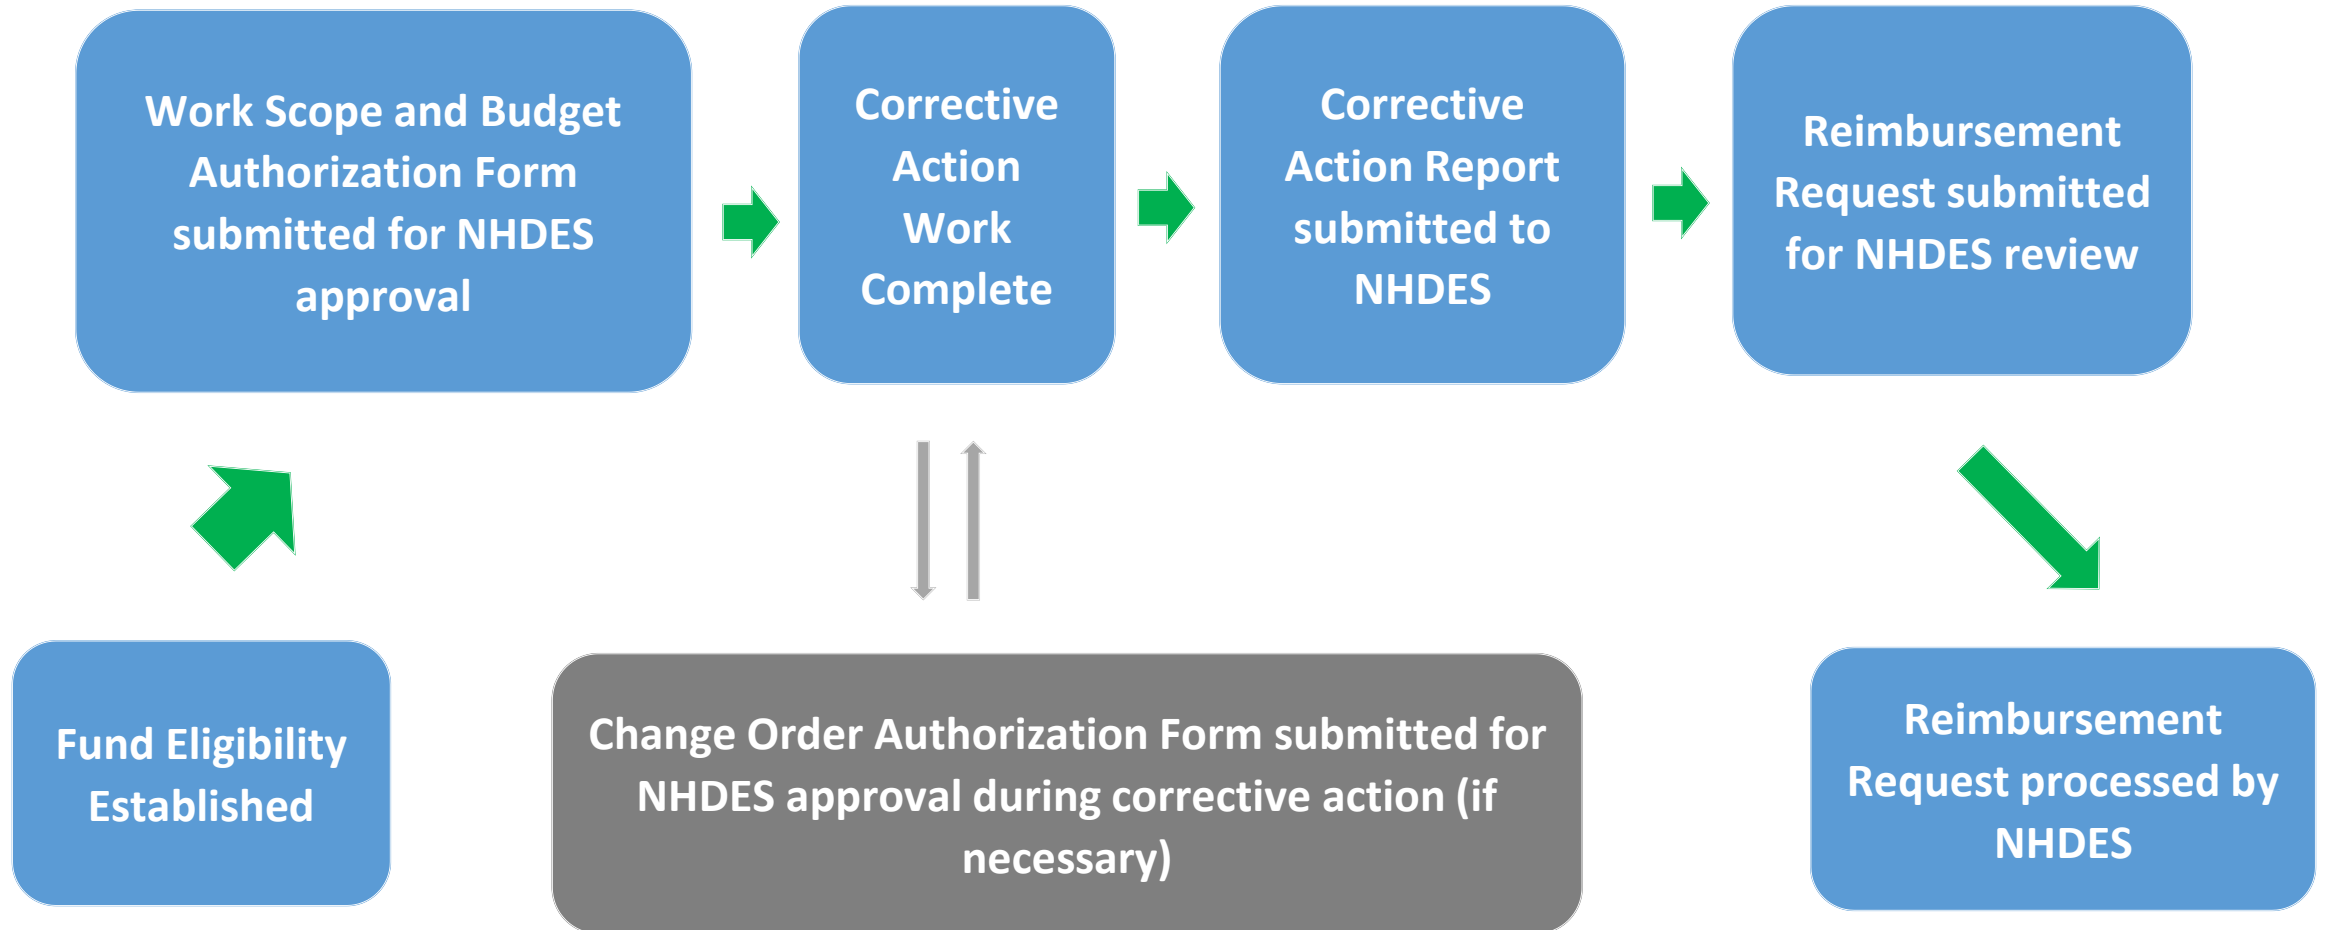 Work Scope and Budget
Authorization Form
submitted for NHDES
approval
Corrective
Action
Work
Complete
Corrective
Action Report
submitted to
NHDES
Reimbursement
Request submitted
for NHDES review
Fund Eligibility
Established
Change Order Authorization Form submitted for
NHDES approval during corrective action (if
necessary)
Reimbursement
Request processed by
NHDES